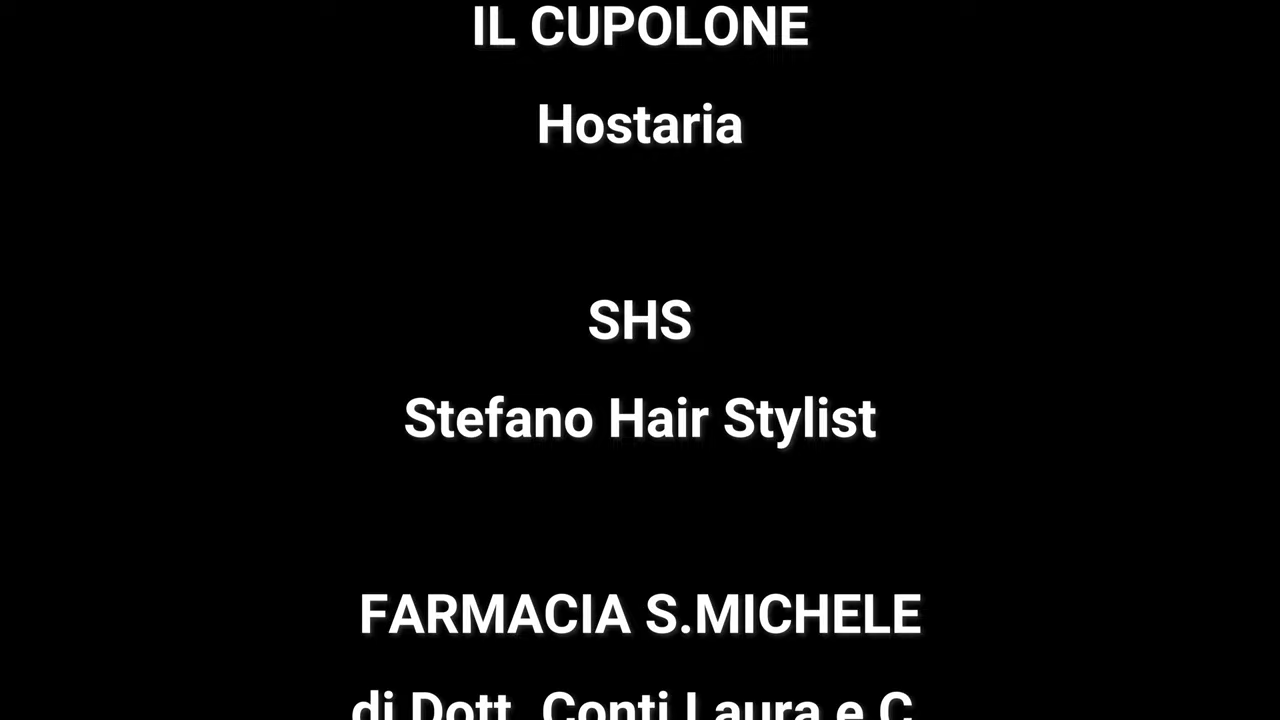 IL CUPOLONE
Hostaria
SHS
Stefano Hair Stylist
FARMACIA S.MICHELE
di Dott. Conti Laura e C.